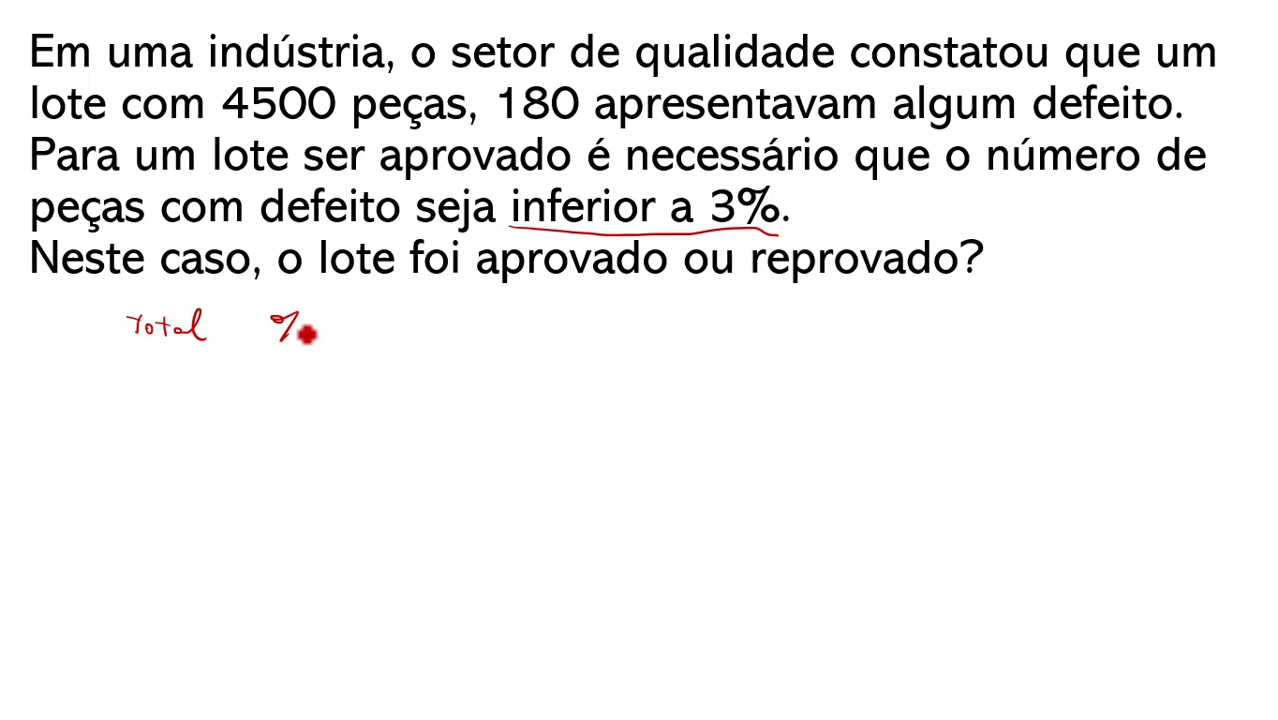 Em uma indústria, o setor de qualidade constatou que um
lote com 4500 peças, 180 apresentavam algum defeito.
Para um lote ser aprovado é necessário que o número de
peças com defeito seja inferior a 3%.
Neste caso, o lote foi aprovado ou reprovado?
Total %